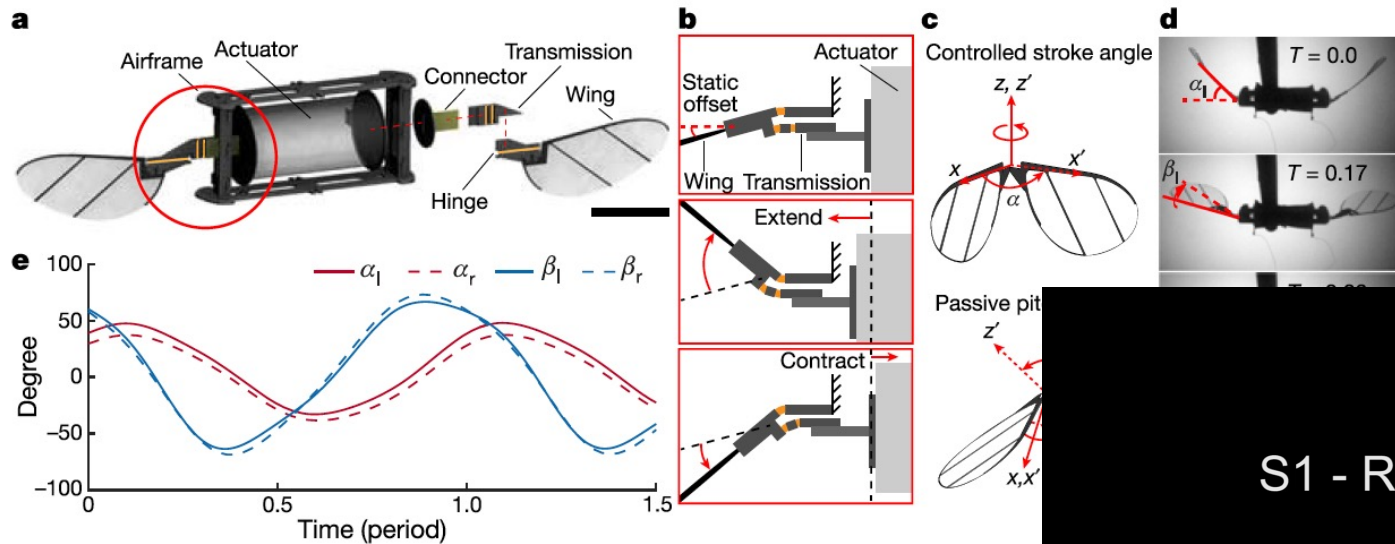 a
Airframe
Actuator
Connector
Transmission
Wing
Hinge
b
Actuator
Static
offset
Wing
Transmission
Extend
Contract
c
Controlled stroke angle
z, z′
x
x′
α
Passive pit
z′
x,x′
d
T = 0.0
αl
T = 0.17
βl
S1 - R
e
αl
αr
βl
βr
100
50
0
−50
−100
Degree
0
0.5
1.0
1.5
Time (period)